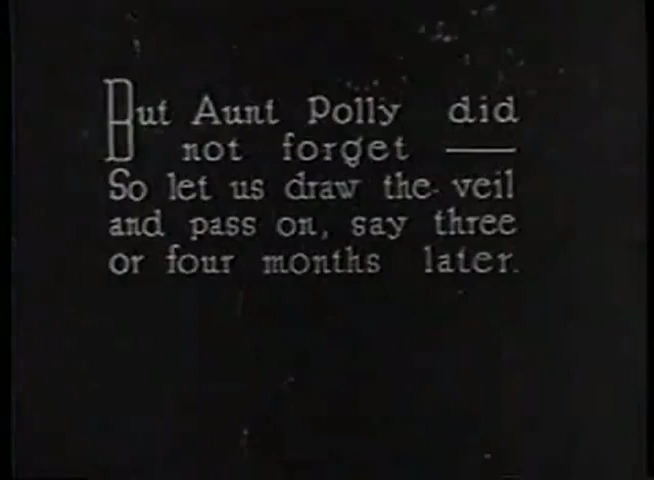 But Aunt Polly did
not forget ——
So let us draw the veil
and pass on, say three
or four months later.